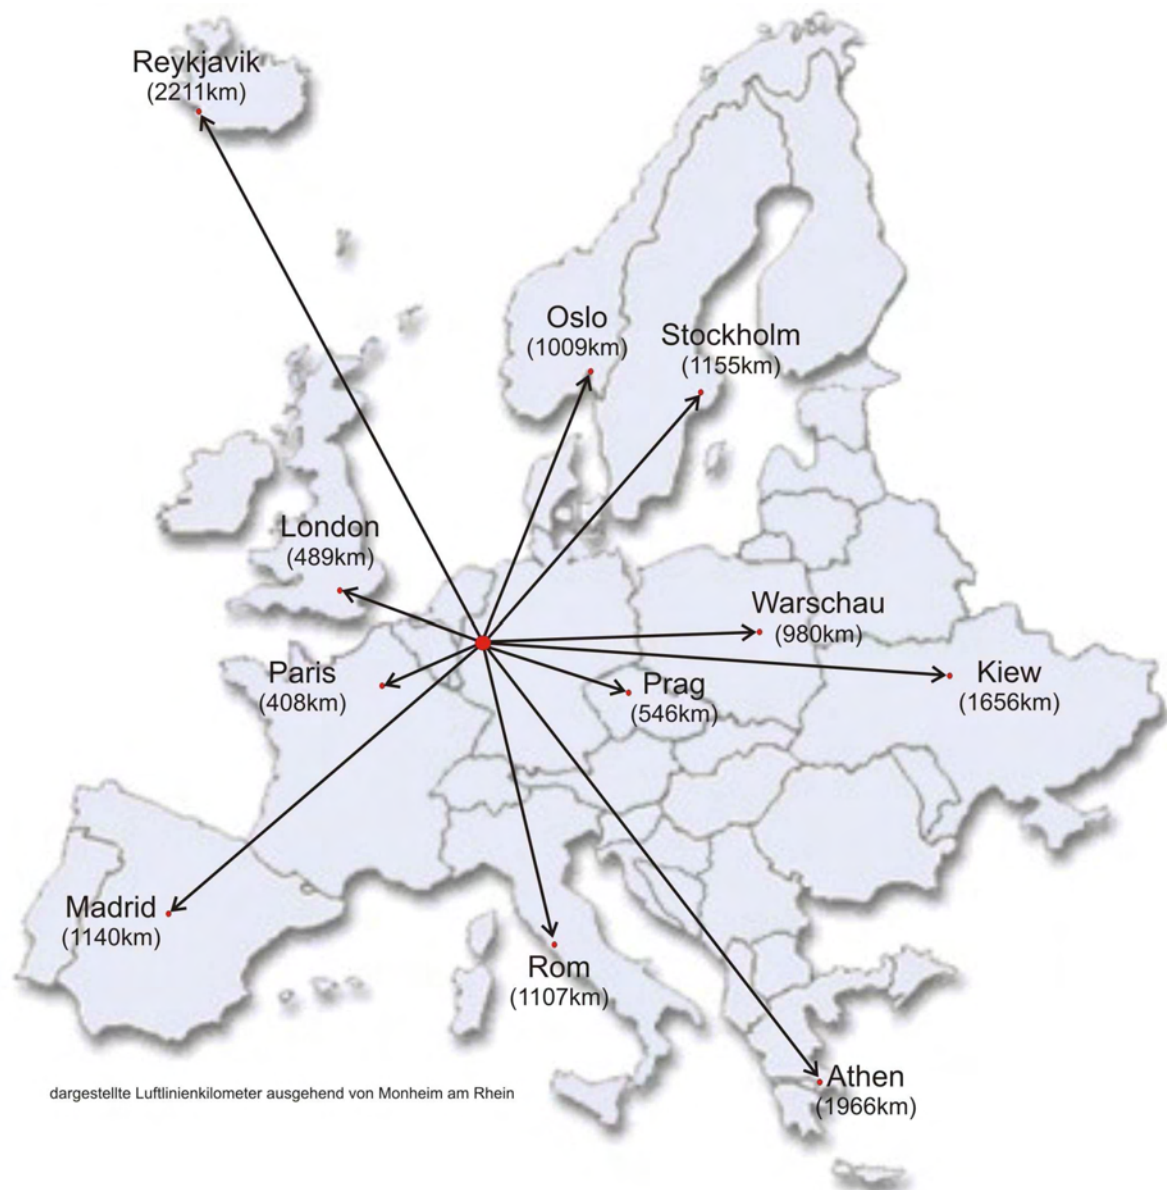 Reykjavik
(2211km)
Oslo
(1009km)
Stockholm
(1155km)
London
(489km)
Warschau
(980km)
Paris
(408km)
Prag
(546km)
Kiew
(1656km)
Madrid
(1140km)
Rom
(1107km)
Athen
(1966km)
dargestellte Luftlinienkilometer ausgehend von Monheim am Rhein